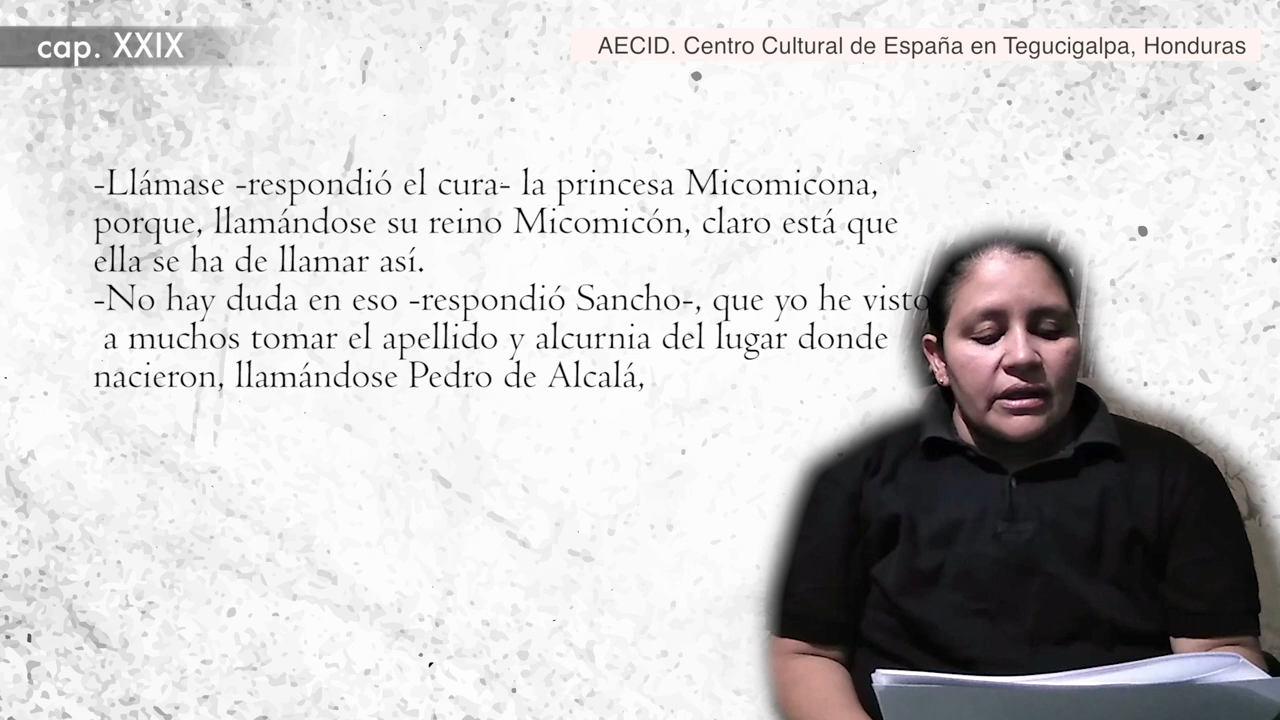 cap. XXIX
AECID. Centro Cultural de España en Tegucigalpa, Honduras
-Llámase -respondió el cura- la princesa Micomicona,
porque, llamándose su reino Micomicón, claro está que
ella se ha de llamar así.
-No hay duda en eso -respondió Sancho-, que yo he visto
a muchos tomar el apellido y alcurnia del lugar donde
nacieron, llamándose Pedro de Alcalá,